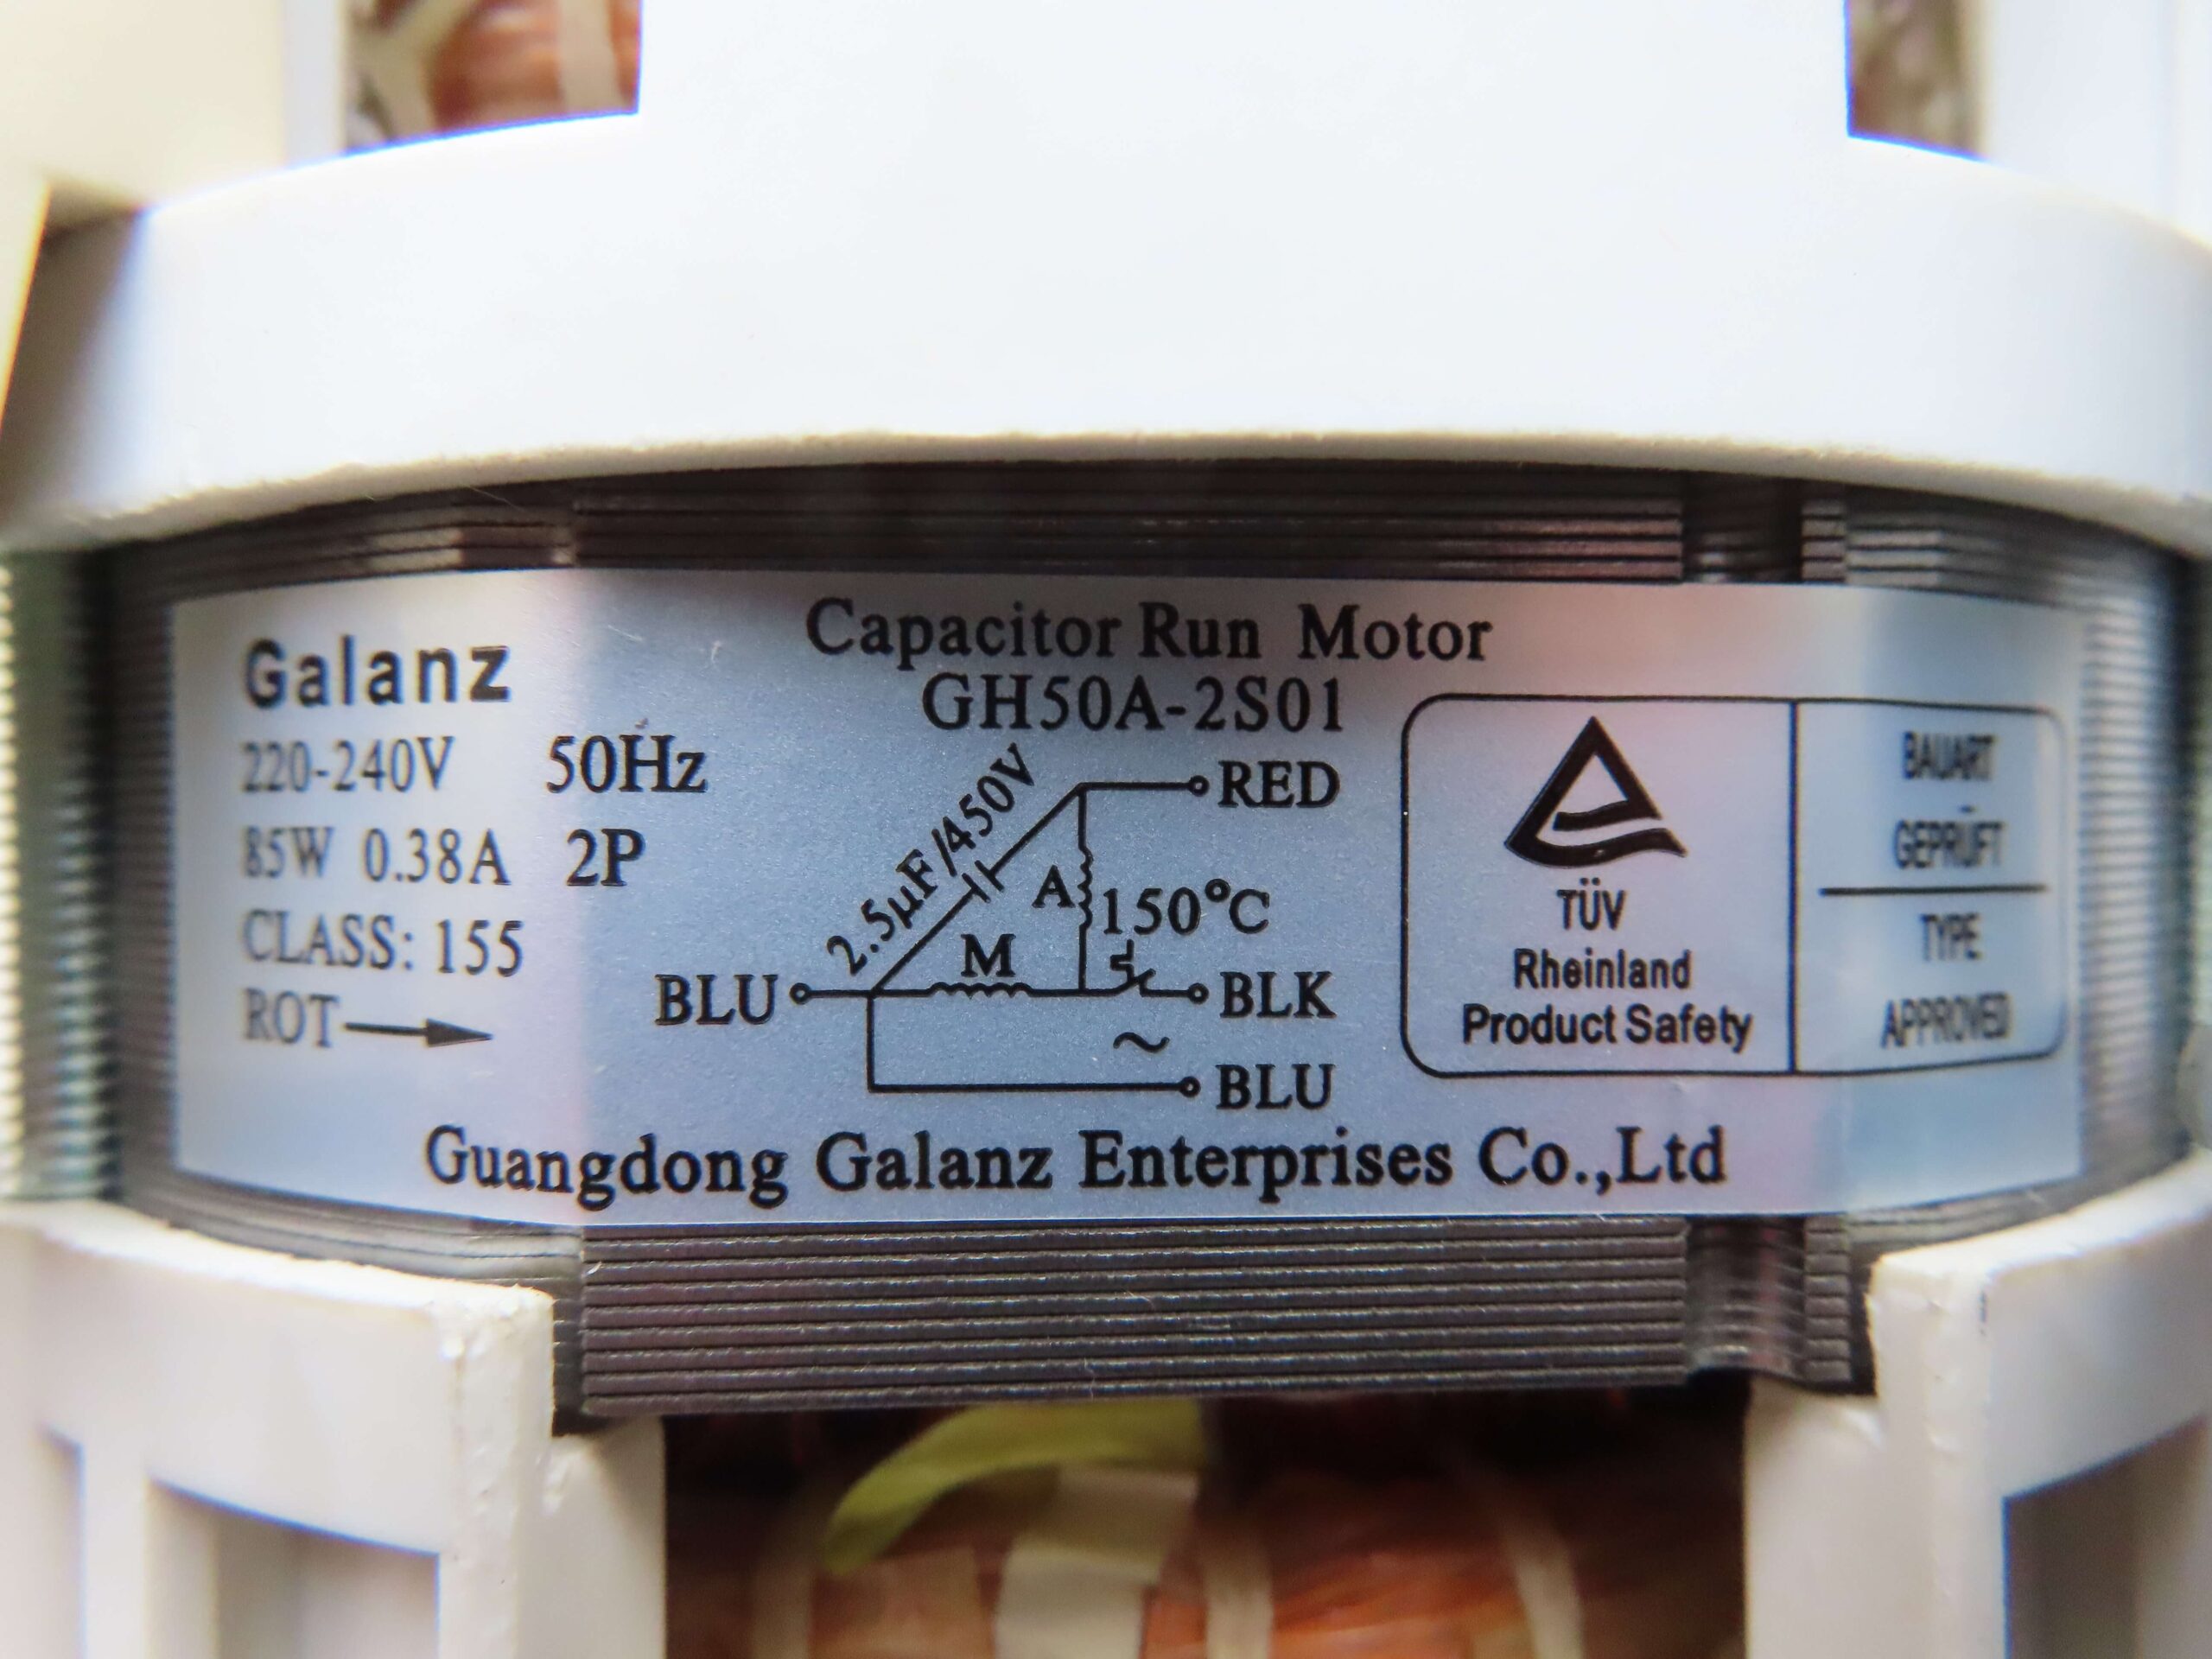 Galanz
220-240V 50Hz
85W 0.38A 2P
CLASS: 155
ROT
Capacitor Run Motor
GH50A-2S01
2.5µF/450V
RED
A
150°C
M
BLU
BLK
~
BLU
TÜV
Rheinland
Product Safety
BAUART
GEPRÜFT
TYPE
APPROVED
Guangdong Galanz Enterprises Co.,Ltd